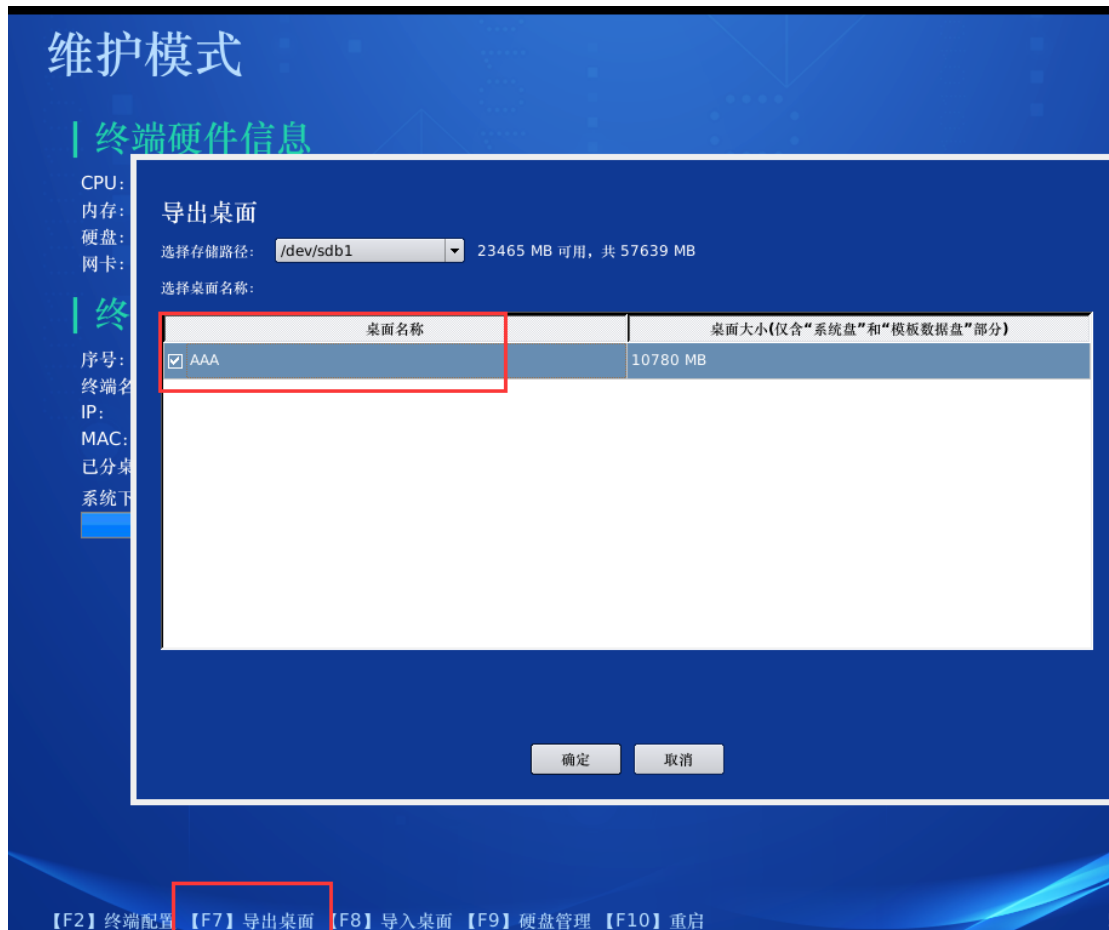 维护模式
终端硬件信息
CPU:
内存:
硬盘:
网卡:
导出桌面
选择存储路径: /dev/sdb1 23465 MB 可用，共 57639 MB
选择桌面名称:
桌面名称 桌面大小(仅含“系统盘”和“模板数据盘”部分)
AAA 10780 MB
终
序号:
终端名
IP:
MAC:
已分桌
系统下
确定 取消
【F2】终端配置 【F7】导出桌面 【F8】导入桌面 【F9】硬盘管理 【F10】重启